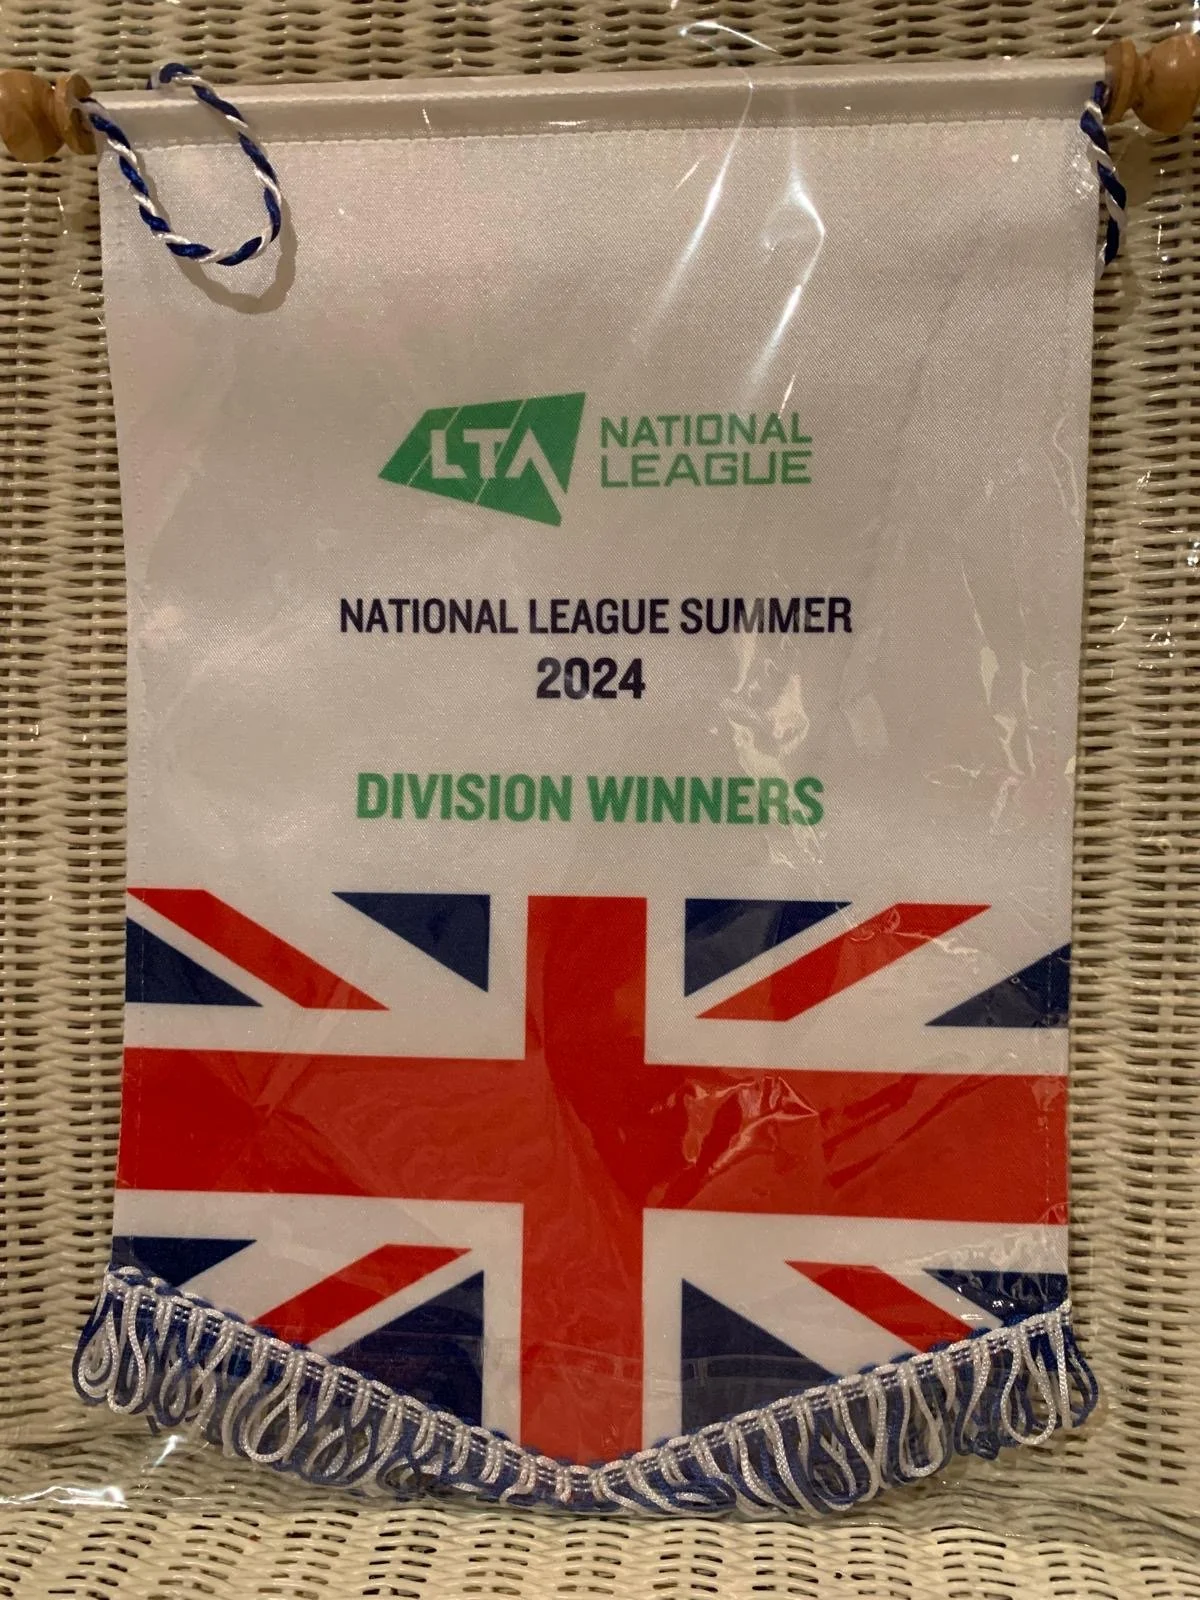 LTA
NATIONAL
LEAGUE
NATIONAL LEAGUE SUMMER
2024
DIVISION WINNERS